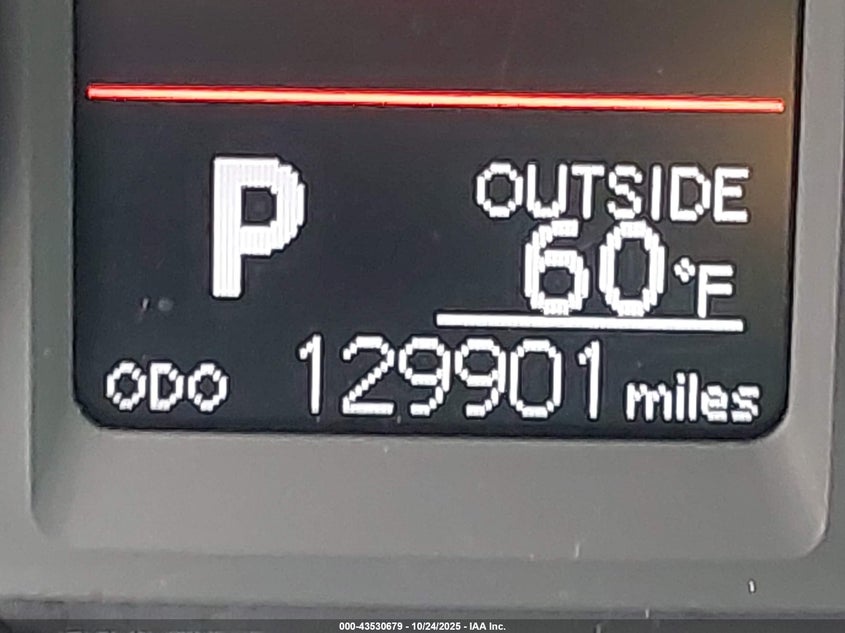 P
OUTSIDE
60°F
ODO 129901 miles
000-43530679 - 10/24/2025 - IAA Inc.